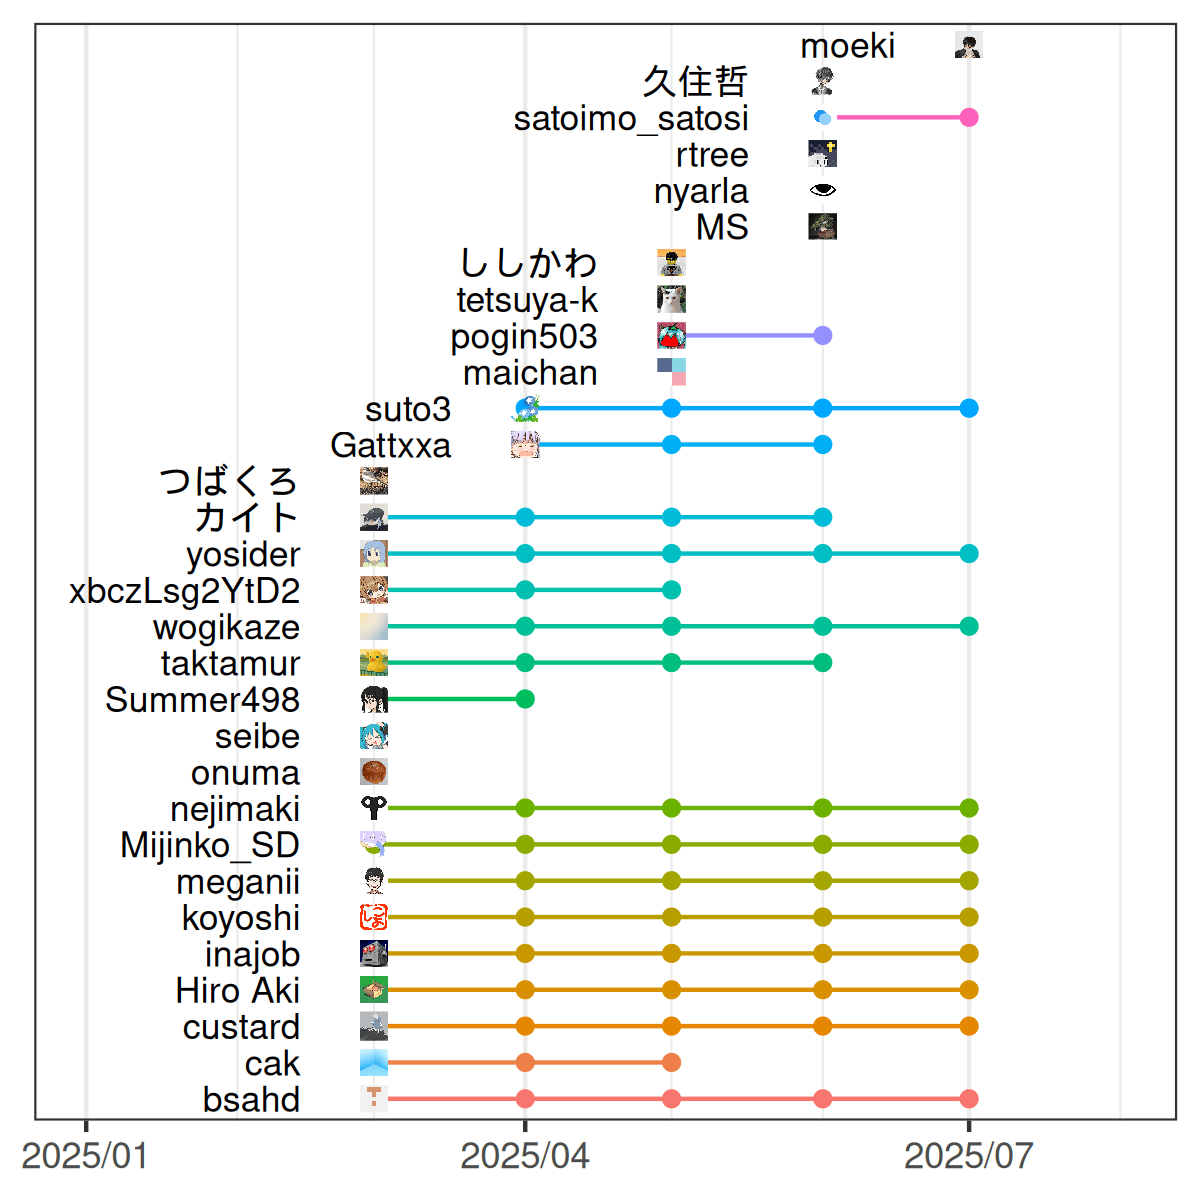 moeki
久住哲
satoimo_satosi
rtree
nyarla
MS
ししかわ
tetsuya-k
pogin503
maichan
suto3
Gattxxa
つばくろ
カイト
yosider
xbczLsg2YtD2
wogikaze
taktamur
Summer498
seibe
onuma
nejimaki
Mijinko_SD
meganii
koyoshi
inajob
Hiro Aki
custard
cak
bsahd
2025/01 2025/04 2025/07